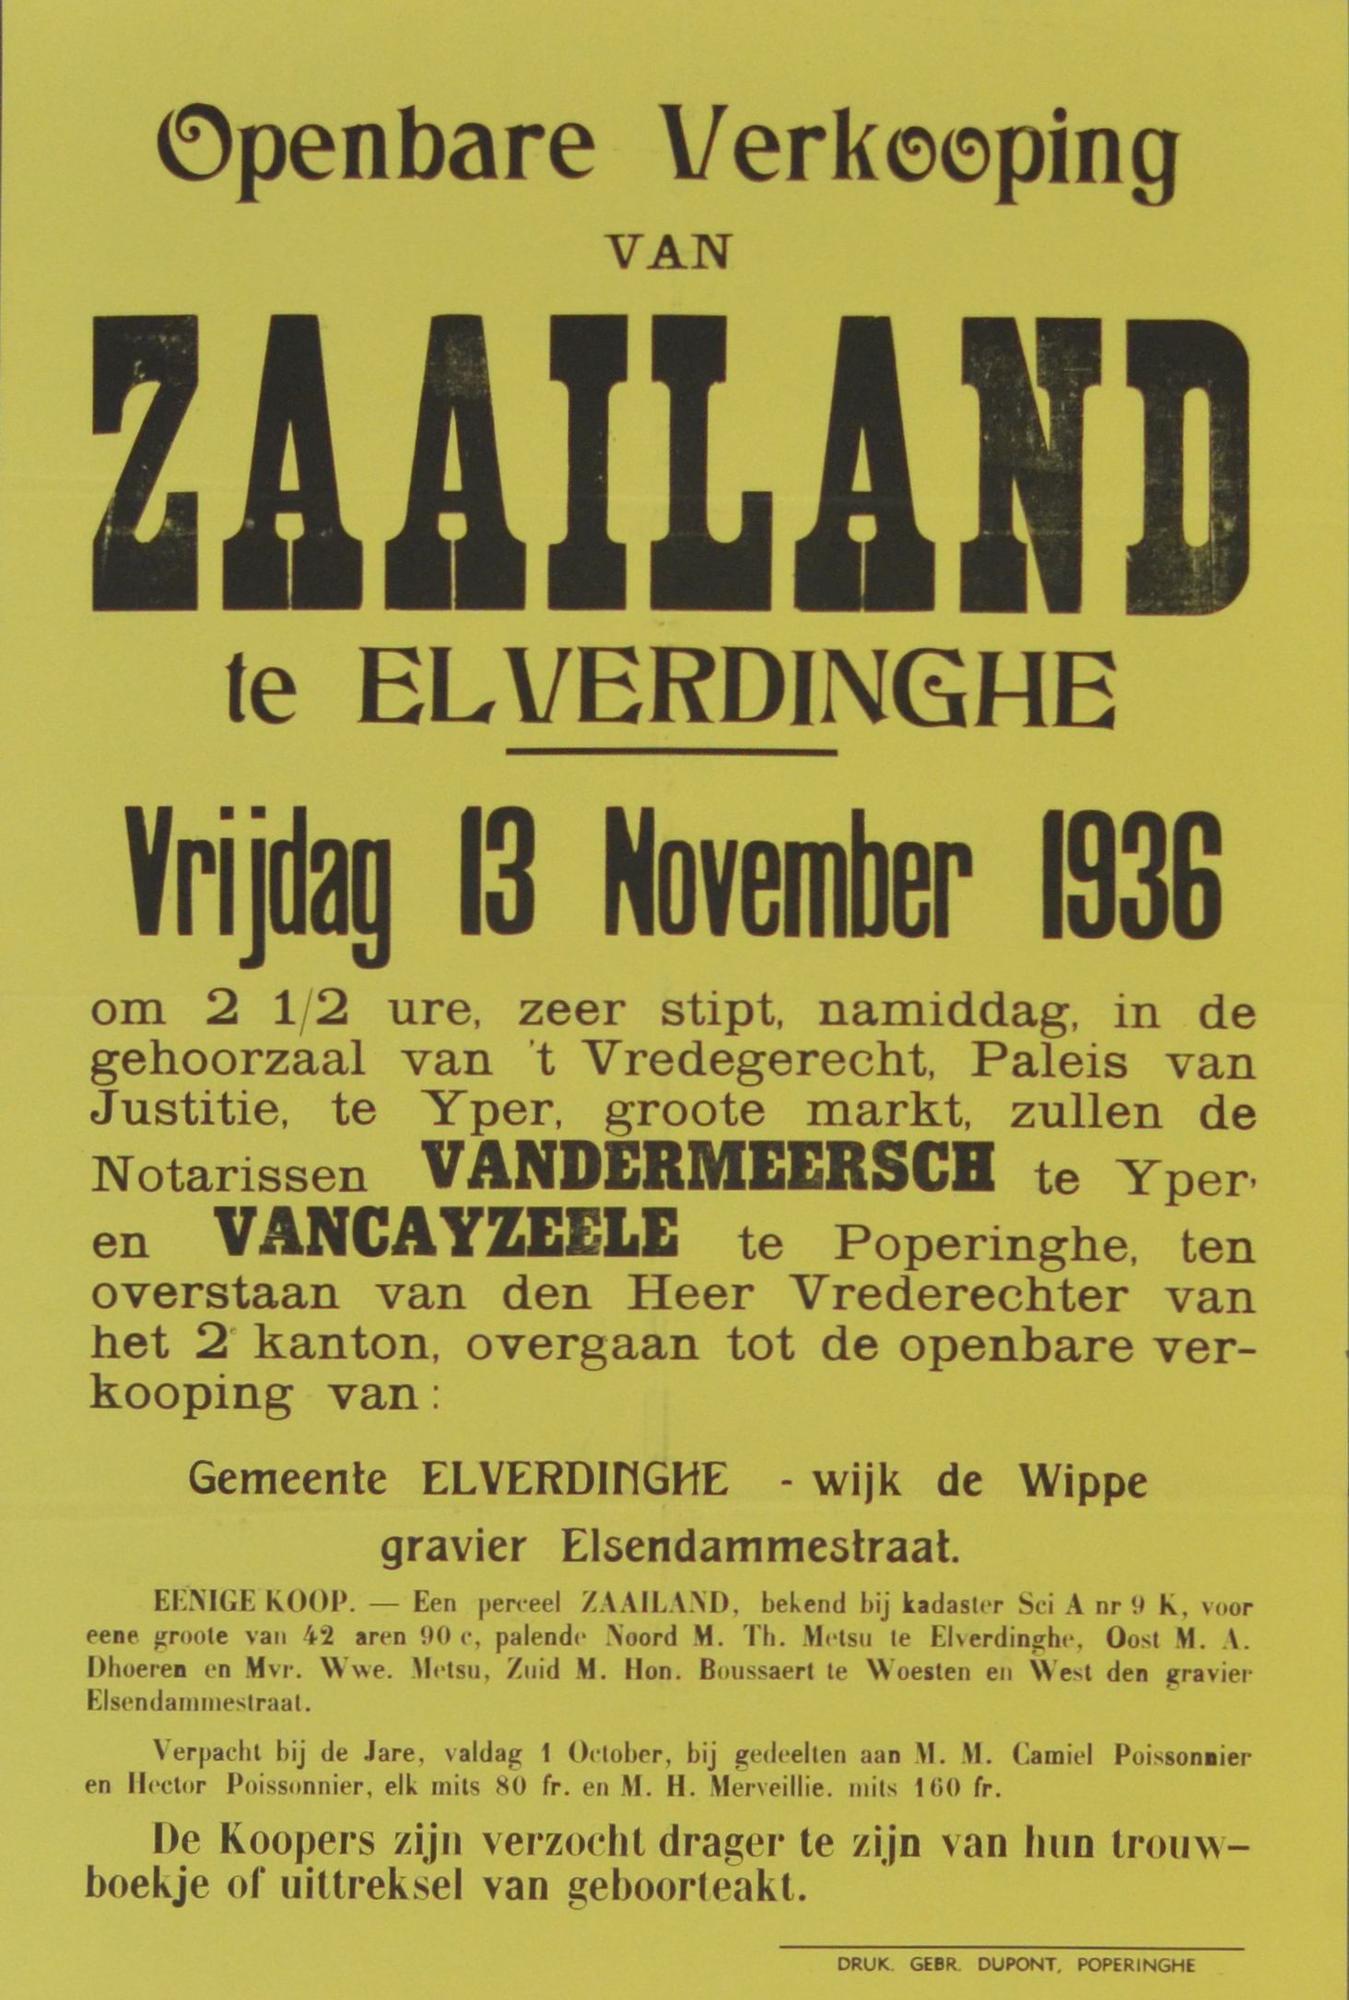 Openbare Verkooping
VAN
ZAAILAND
te ELVERDINGHE
Vrijdag 13 November 1936
om 2 1/2 ure, zeer stipt, namiddag, in de
gehoorzaal van 't Vredegerecht, Paleis van
Justitie, te Yper, groote markt, zullen de
Notarissen VANDERMEERSCH te Yper,
en VANCAYZEELE te Poperinghe, ten
overstaan van den Heer Vrederechter van
het 2e kanton, overgaan tot de openbare ver-
kooping van :
Gemeente ELVERDINGHE - wijk de Wippe
gravier Elsendammestraat.
EENIGE KOOP. — Een perceel ZAAILAND, bekend bij kadaster Sci A nr 9 K, voor
eene groote van 42 aren 90 c, palende Noord M. Th. Metsu te Elverdinghe, Oost M. A.
Dhoeren en Mvr. Wwe. Metsu, Zuid M. Hon. Boussaert te Woesten en West den gravier
Elsendammestraat.
Verpacht bij de Jare, valdag 1 October, bij gedeelten aan M. M. Camiel Poissonnier
en Hector Poissonnier, elk mits 80 fr. en M. H. Merveillie. mits 160 fr.
De Koopers zijn verzocht drager te zijn van hun trouw-
boekje of uittreksel van geboorteakt.
DRUK. GEBR. DUPONT, POPERINGHE